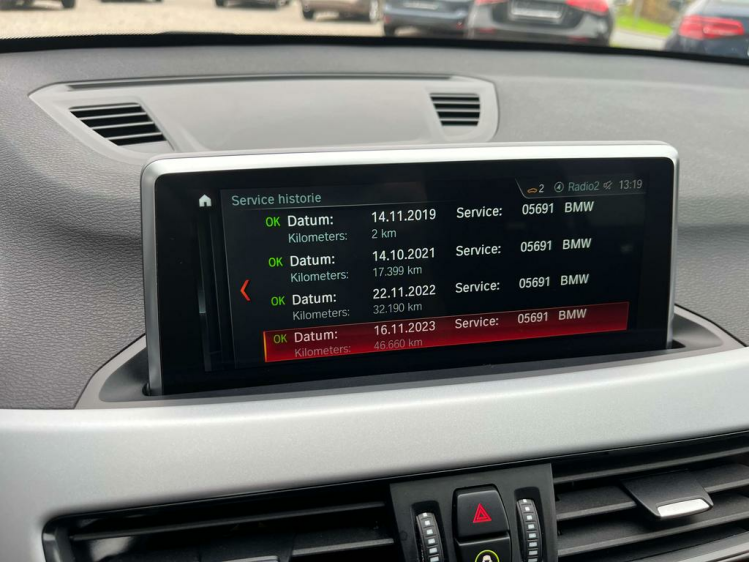 2 Radio2 13:19
Service historie
OK Datum: 14.11.2019 Service: 05691 BMW
Kilometers: 2 km
OK Datum: 14.10.2021 Service: 05691 BMW
Kilometers: 17.399 km
OK Datum: 22.11.2022 Service: 05691 BMW
Kilometers: 32.190 km
OK Datum: 16.11.2023 Service: 05691 BMW
Kilometers: 46.660 km